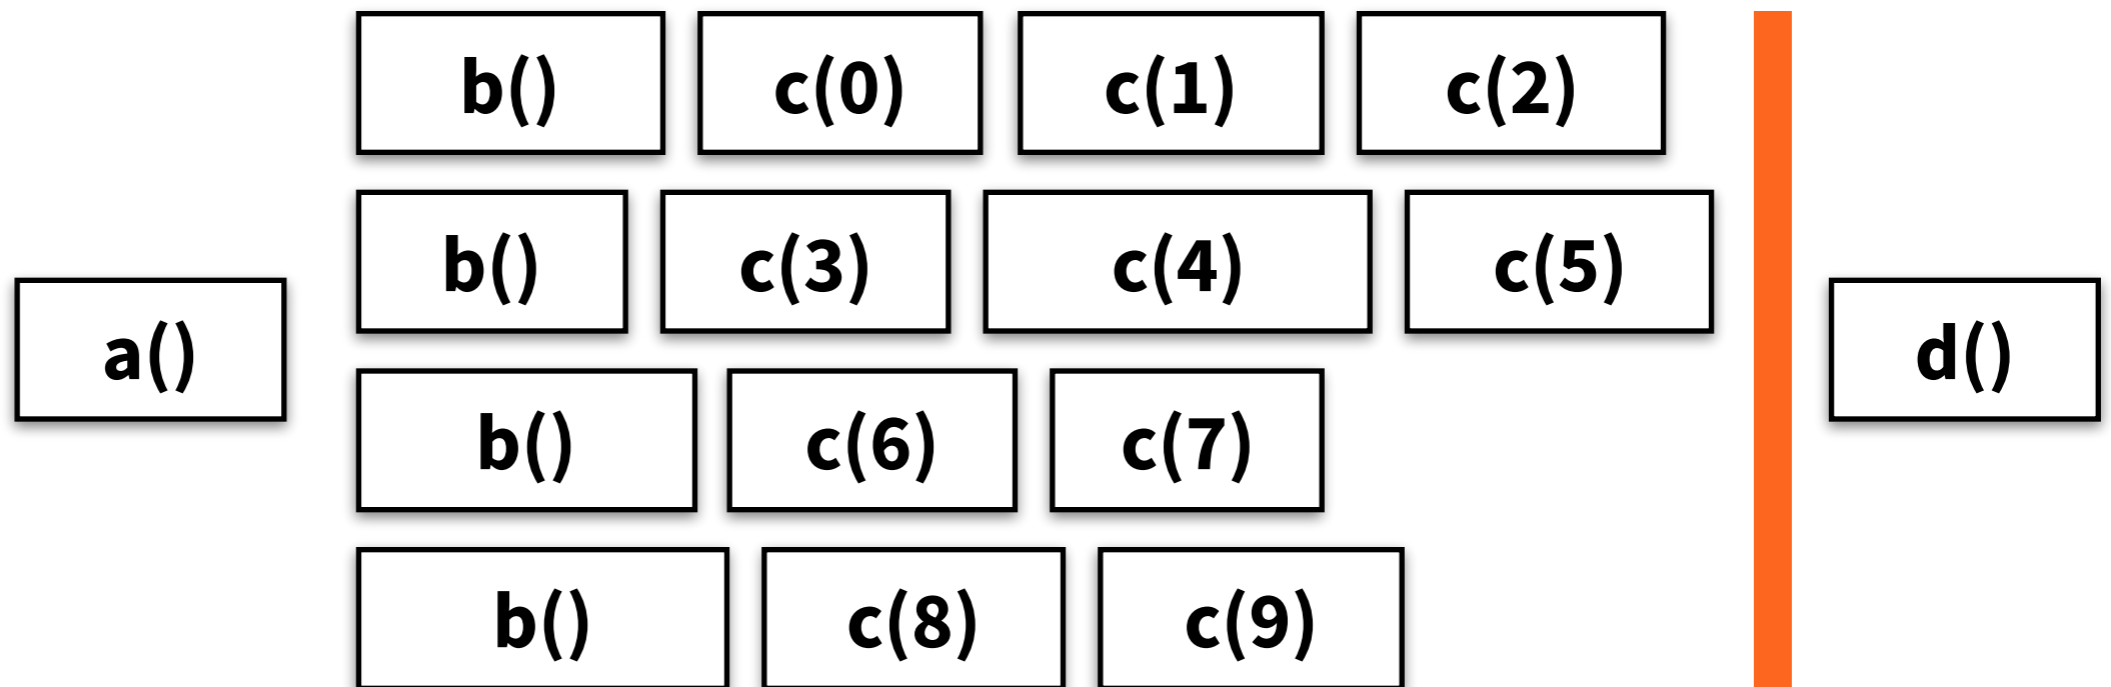 b() c(0) c(1) c(2)
b() c(3) c(4) c(5)
a() d()
b() c(6) c(7)
b() c(8) c(9)